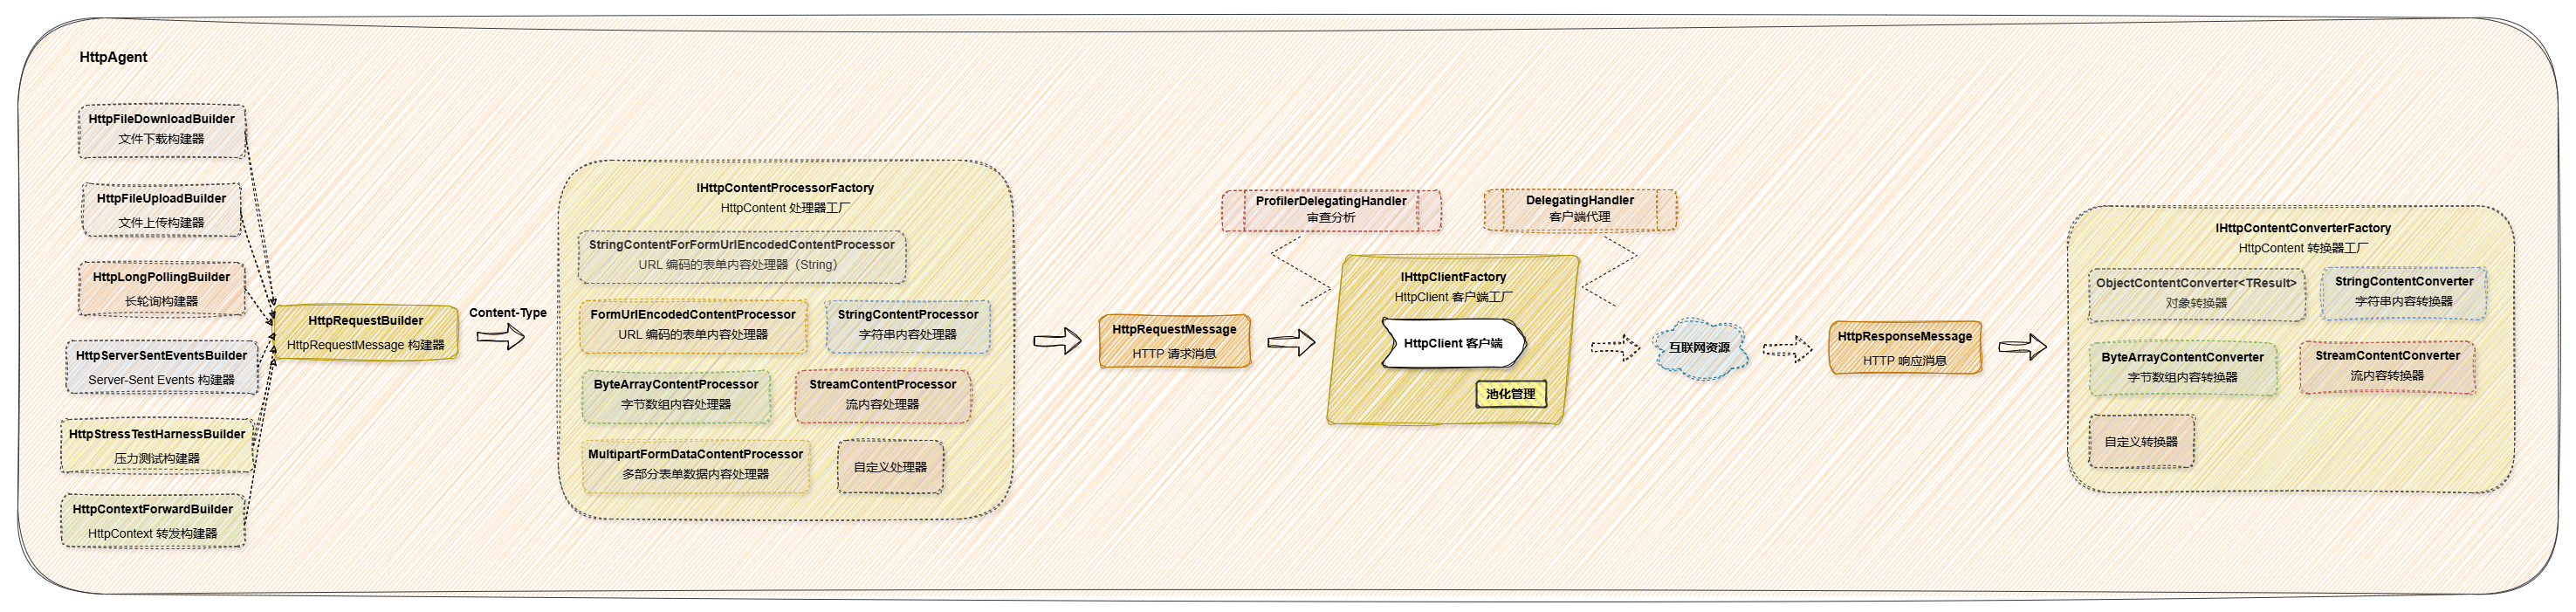 HttpAgent
HttpFileDownloadBuilder
文件下载构建器
HttpFileUploadBuilder
文件上传构建器
HttpLongPollingBuilder
长轮询构建器
HttpServerSentEventsBuilder
Server-Sent Events 构建器
HttpStressTestHarnessBuilder
压力测试构建器
HttpContextForwardBuilder
HttpContext 转发构建器
HttpRequestBuilder
HttpRequestMessage 构建器
Content-Type
IHttpContentProcessorFactory
HttpContent 处理器工厂
StringContentForFormUrlEncodedContentProcessor
URL 编码的表单内容处理器（String）
FormUrlEncodedContentProcessor
URL 编码的表单内容处理器
StringContentProcessor
字符串内容处理器
ByteArrayContentProcessor
字节数组内容处理器
StreamContentProcessor
流内容处理器
MultipartFormDataContentProcessor
多部分表单数据内容处理器
自定义处理器
HttpRequestMessage
HTTP 请求消息
ProfilerDelegatingHandler
审查分析
DelegatingHandler
客户端代理
IHttpClientFactory
HttpClient 客户端工厂
HttpClient 客户端
池化管理
互联网资源
HttpResponseMessage
HTTP 响应消息
IHttpContentConverterFactory
HttpContent 转换器工厂
ObjectContentConverter<TResult>
对象转换器
StringContentConverter
字符串内容转换器
ByteArrayContentConverter
字节数组内容转换器
StreamContentConverter
流内容转换器
自定义转换器